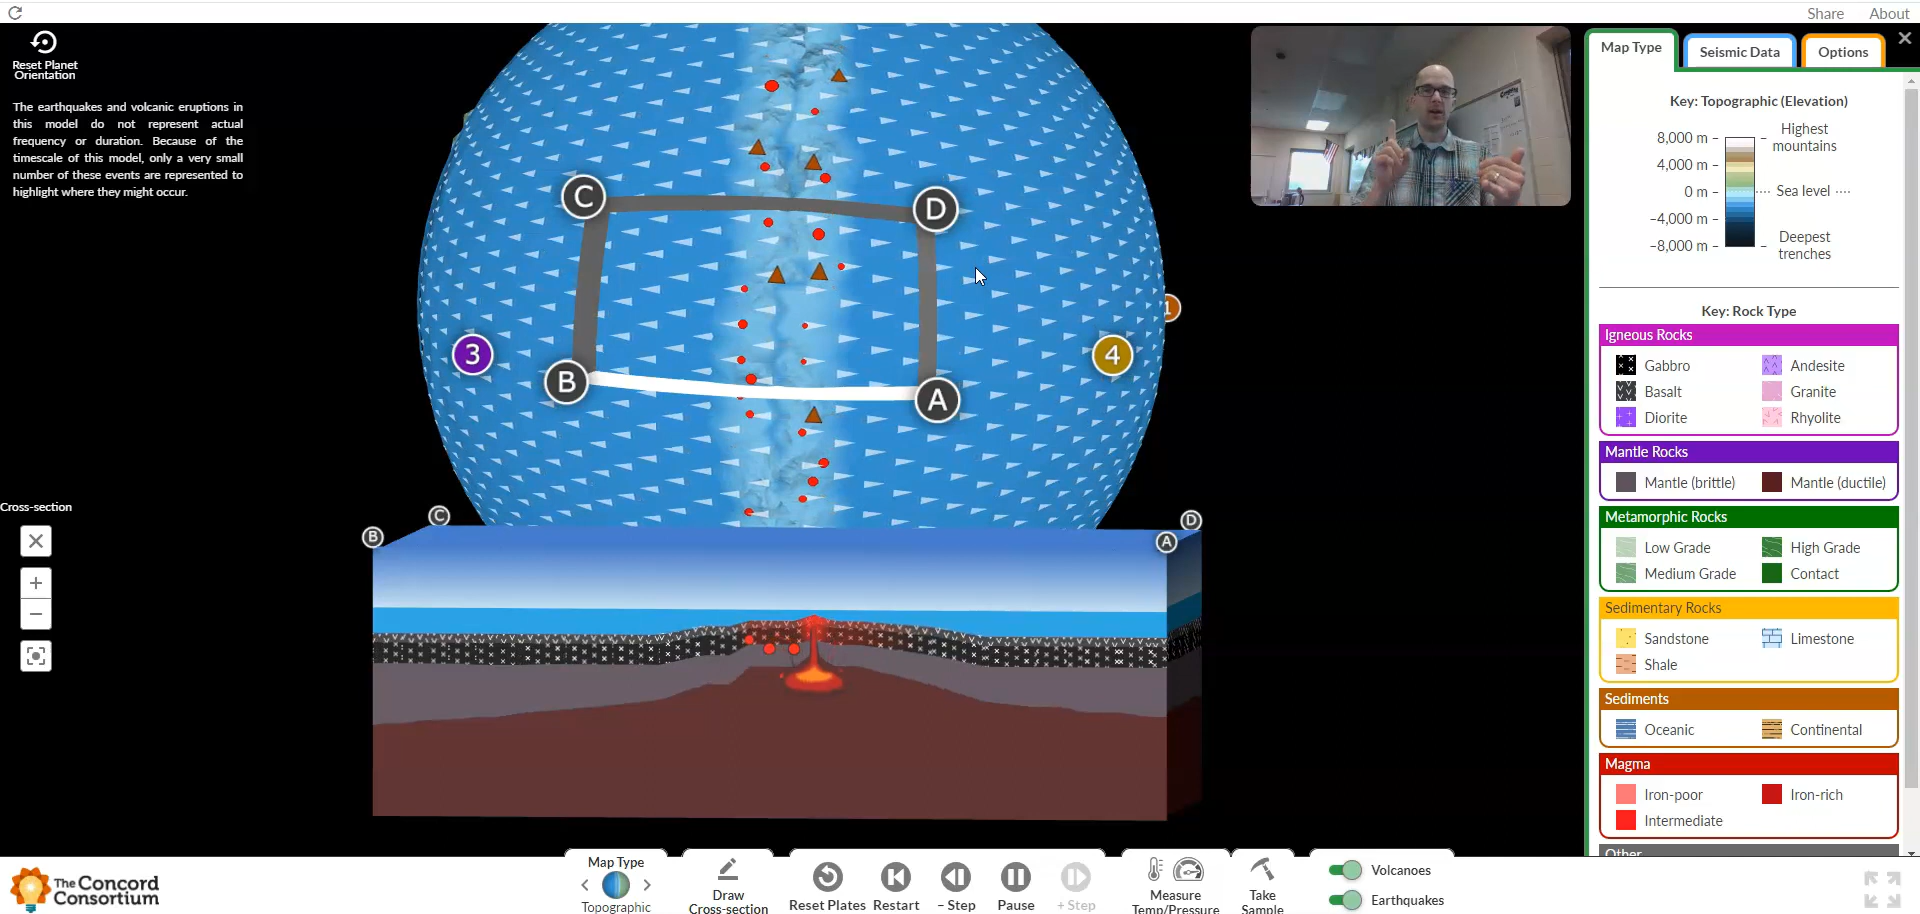 Share About
Reset Planet
Orientation
The earthquakes and volcanic eruptions in
this model do not represent actual
frequency or duration. Because of the
timescale of this model, only a very small
number of these events are represented to
highlight where they might occur.
C
D
3
4
1
B
A
Cross-section
C
D
B
A
Map Type
Seismic Data
Options
Key: Topographic (Elevation)
8,000 m
Highest
mountains
4,000 m
0 m
Sea level
-4,000 m
Deepest
trenches
-8,000 m
Key: Rock Type
Igneous Rocks
Gabbro Andesite
Basalt Granite
Diorite Rhyolite
Mantle Rocks
Mantle (brittle) Mantle (ductile)
Metamorphic Rocks
Low Grade High Grade
Medium Grade Contact
Sedimentary Rocks
Sandstone Limestone
Shale
Sediments
Oceanic Continental
Magma
Iron-poor Iron-rich
Intermediate
Other
The Concord
Consortium
Map Type
Topographic
Draw
Cross-section
Reset Plates
Restart
- Step
Pause
+ Step
Measure
Temp/Pressure
Take
Sample
Volcanoes
Earthquakes